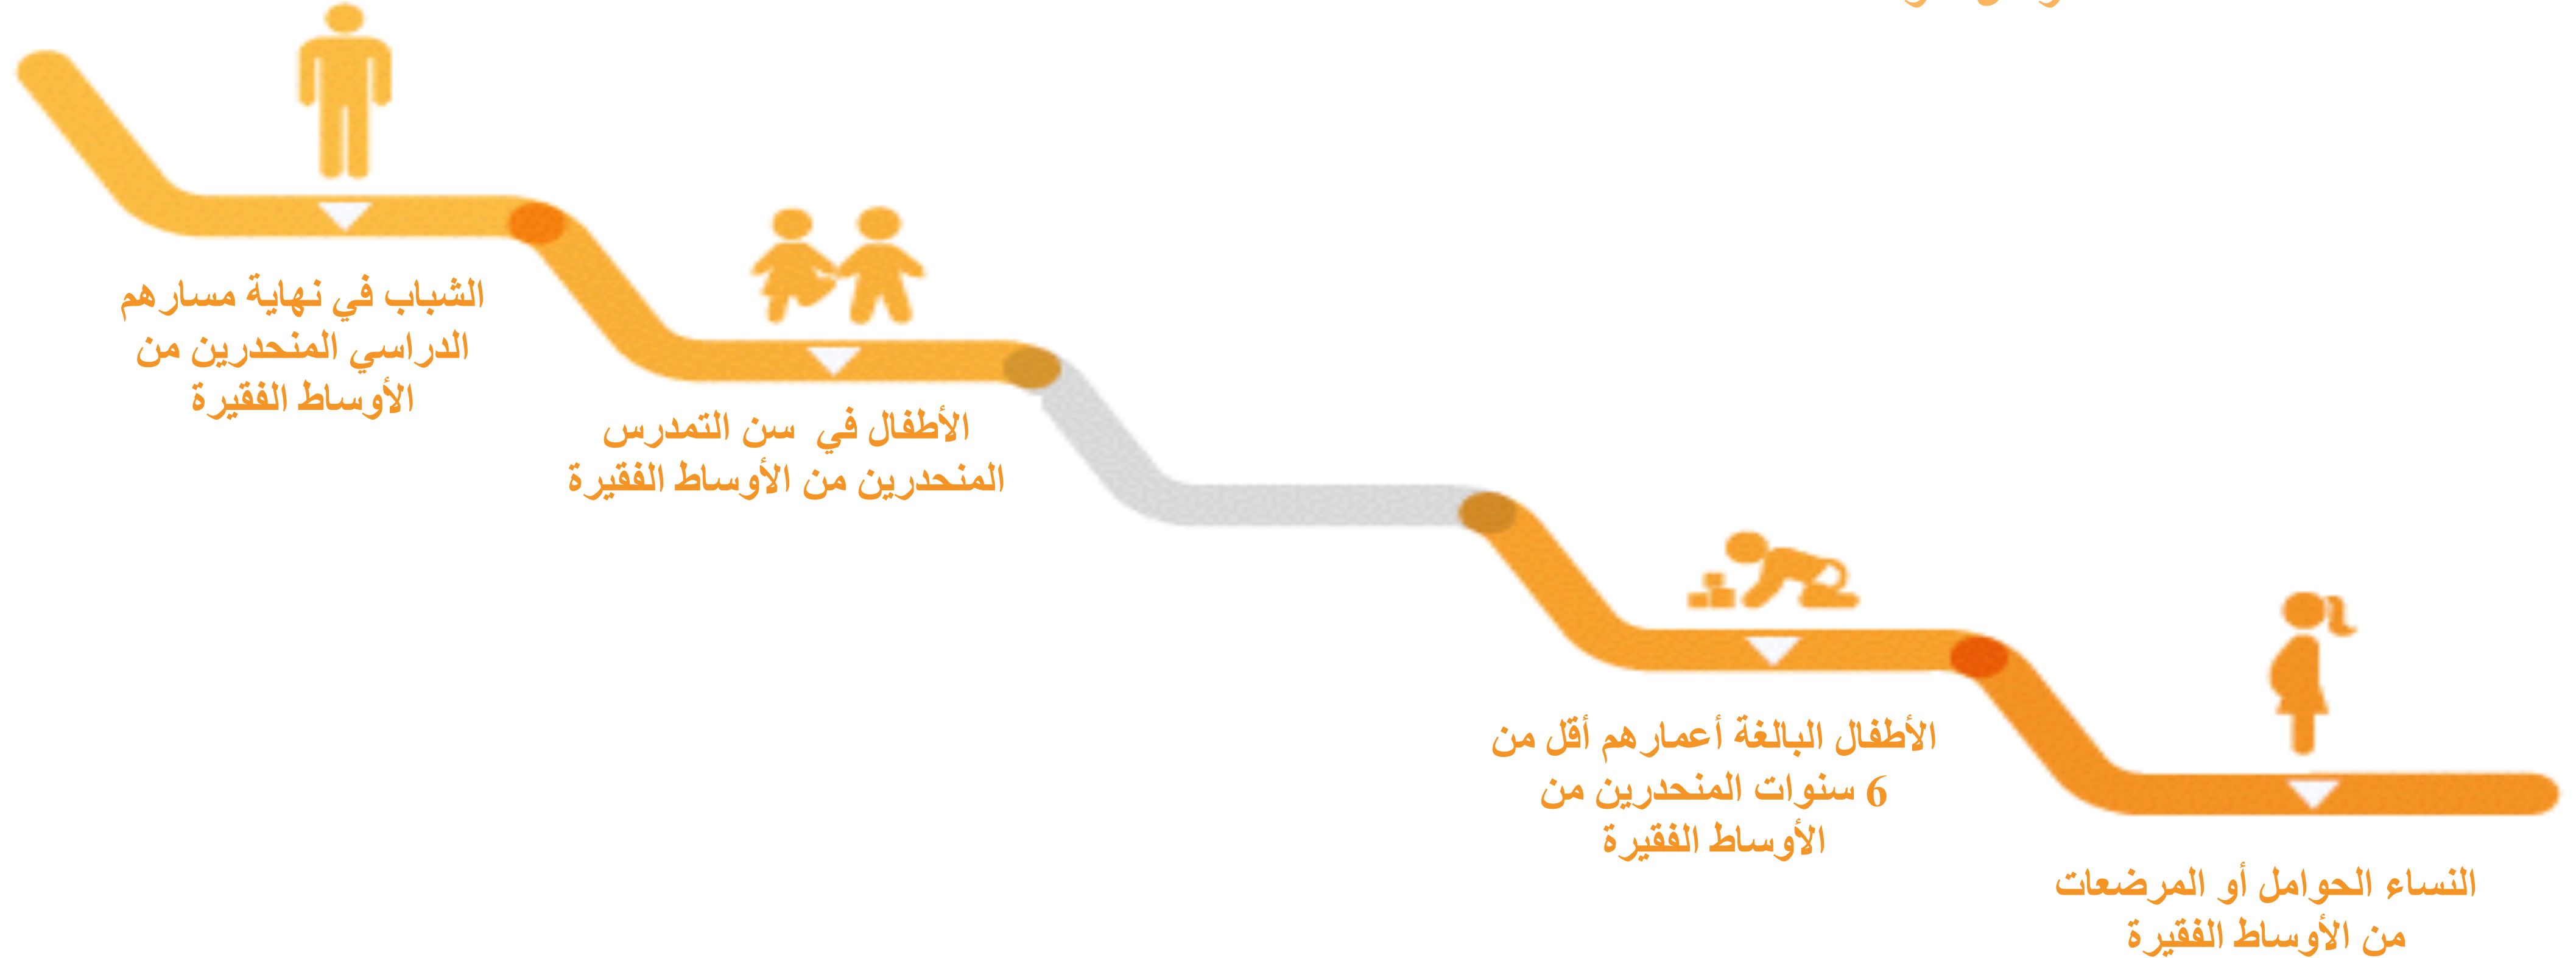 الشباب في نهاية مسارهم
الدراسي المنحدرين من
الأوساط الفقيرة
الأطفال في سن التمدرس
المنحدرين من الأوساط الفقيرة
الأطفال البالغة أعمارهم أقل من
6 سنوات المنحدرين من
الأوساط الفقيرة
النساء الحوامل أو المرضعات
من الأوساط الفقيرة